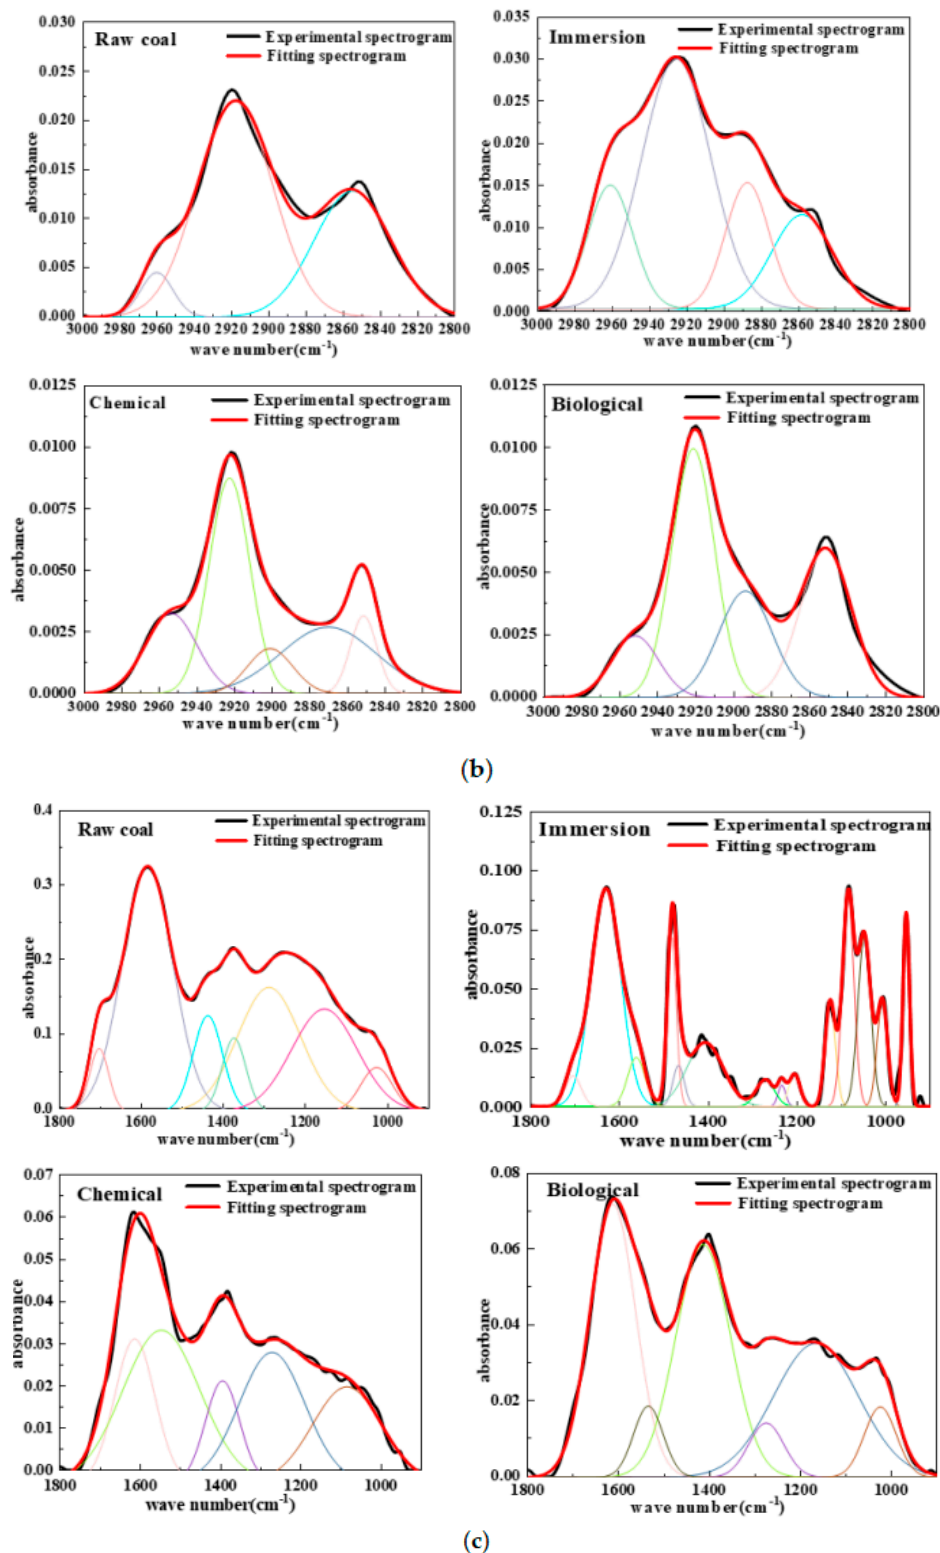 Raw coal
Experimental spectrogram
Fitting spectrogram
0.030
0.025
0.020
0.015
0.010
0.005
0.000
absorbance
3000 2980 2960 2940 2920 2900 2880 2860 2840 2820 2800
wave number(cm-1)
Immersion
Experimental spectrogram
Fitting spectrogram
0.035
0.030
0.025
0.020
0.015
0.010
0.005
0.000
absorbance
3000 2980 2960 2940 2920 2900 2880 2860 2840 2820 2800
wave number(cm-1)
Chemical
Experimental spectrogram
Fitting spectrogram
0.0125
0.0100
0.0075
0.0050
0.0025
0.0000
absorbance
3000 2980 2960 2940 2920 2900 2880 2860 2840 2820 2800
wave number(cm-1)
Biological
Experimental spectrogram
Fitting spectrogram
0.0125
0.0100
0.0075
0.0050
0.0025
0.0000
absorbance
3000 2980 2960 2940 2920 2900 2880 2860 2840 2820 2800
wave number(cm-1)
(b)
Raw coal
Experimental spectrogram
Fitting spectrogram
0.4
0.3
0.2
0.1
0.0
absorbance
1800 1600 1400 1200 1000
wave number(cm-1)
Immersion
Experimental spectrogram
Fitting spectrogram
0.125
0.100
0.075
0.050
0.025
0.000
absorbance
1800 1600 1400 1200 1000
wave number(cm-1)
Chemical
Experimental spectrogram
Fitting spectrogram
0.07
0.06
0.05
0.04
0.03
0.02
0.01
0.00
absorbance
1800 1600 1400 1200 1000
wave number(cm-1)
Biological
Experimental spectrogram
Fitting spectrogram
0.08
0.06
0.04
0.02
0.00
absorbance
1800 1600 1400 1200 1000
wave number(cm-1)
(c)